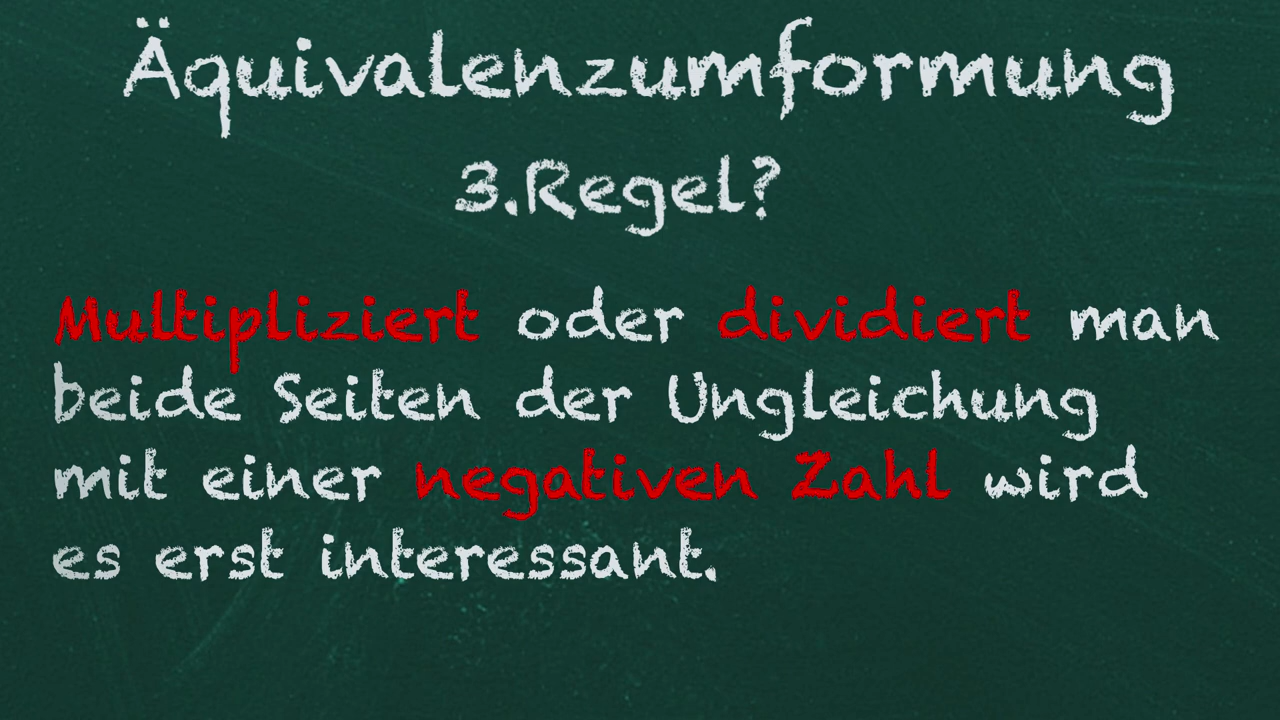 Äquivalenzumformung
3.Regel?
Multipliziert oder dividiert man
beide Seiten der Ungleichung
mit einer negativen Zahl wird
es erst interessant.